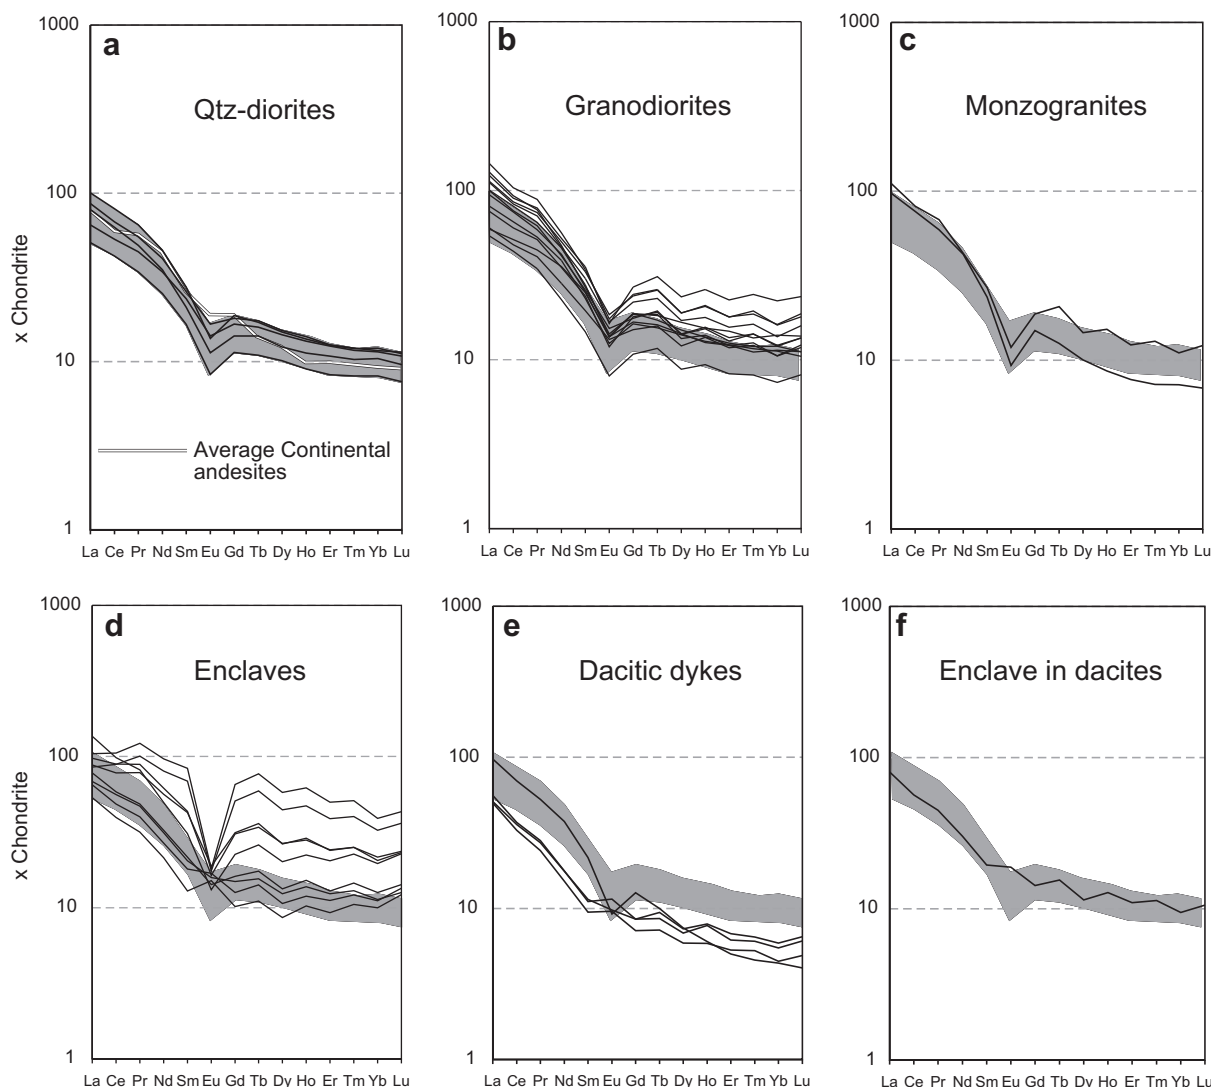 a
Qtz-diorites
1000
100
10
1
x Chondrite
Average Continental
andesites
La Ce Pr Nd Sm Eu Gd Tb Dy Ho Er Tm Yb Lu
b
Granodiorites
1000
100
10
1
La Ce Pr Nd Sm Eu Gd Tb Dy Ho Er Tm Yb Lu
c
Monzogranites
1000
100
10
1
La Ce Pr Nd Sm Eu Gd Tb Dy Ho Er Tm Yb Lu
d
Enclaves
1000
100
10
1
x Chondrite
La Ce Pr Nd Sm Eu Gd Tb Dy Ho Er Tm Yb Lu
e
Dacitic dykes
1000
100
10
1
La Ce Pr Nd Sm Eu Gd Tb Dy Ho Er Tm Yb Lu
f
Enclave in dacites
1000
100
10
1
La Ce Pr Nd Sm Eu Gd Tb Dy Ho Er Tm Yb Lu